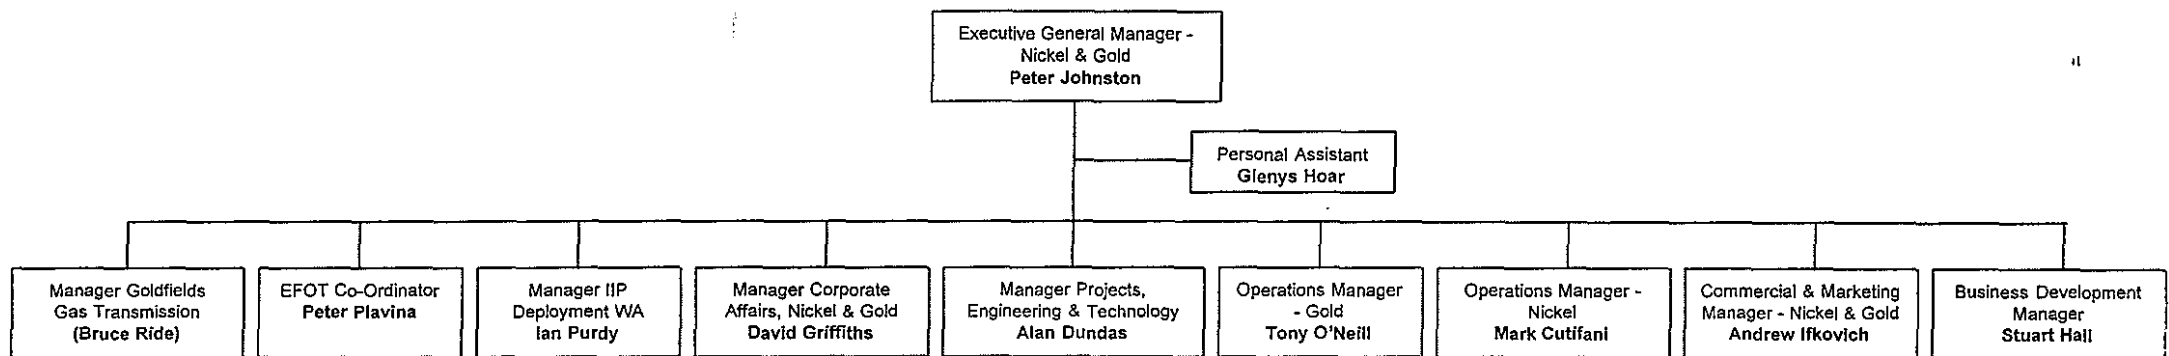 Executive General Manager -
Nickel & Gold
Peter Johnston
Personal Assistant
Glenys Hoar
Manager Goldfields
Gas Transmission
(Bruce Ride)
EFOT Co-Ordinator
Peter Plavina
Manager IIP
Deployment WA
Ian Purdy
Manager Corporate
Affairs, Nickel & Gold
David Griffiths
Manager Projects,
Engineering & Technology
Alan Dundas
Operations Manager
- Gold
Tony O'Neill
Operations Manager -
Nickel
Mark Cutifani
Commercial & Marketing
Manager - Nickel & Gold
Andrew Ifkovich
Business Development
Manager
Stuart Hall